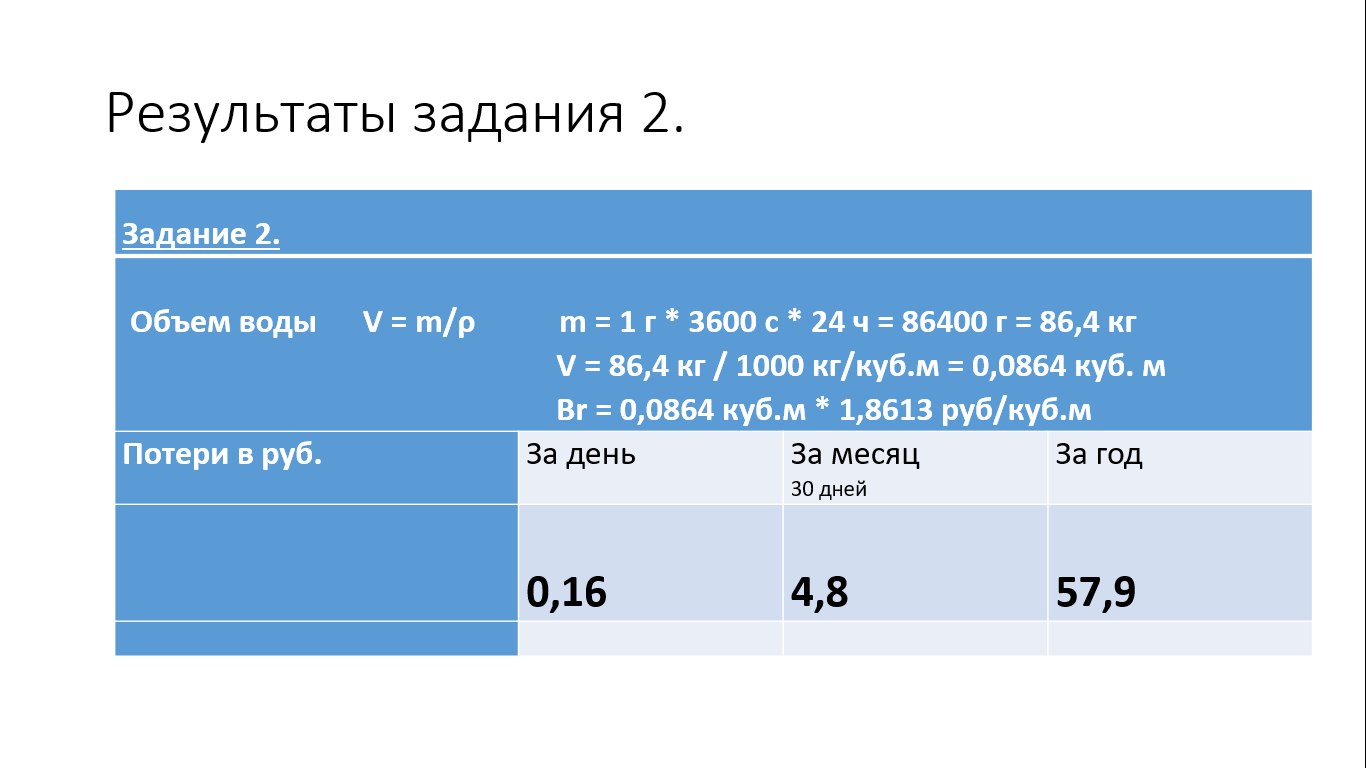 Результаты задания 2.
Задание 2.
Объем воды V = m/ρ m = 1 г * 3600 с * 24 ч = 86400 г = 86,4 кг
V = 86,4 кг / 1000 кг/куб.м = 0,0864 куб. м
Br = 0,0864 куб.м * 1,8613 руб/куб.м
Потери в руб. За день За месяц За год
30 дней
0,16 4,8 57,9